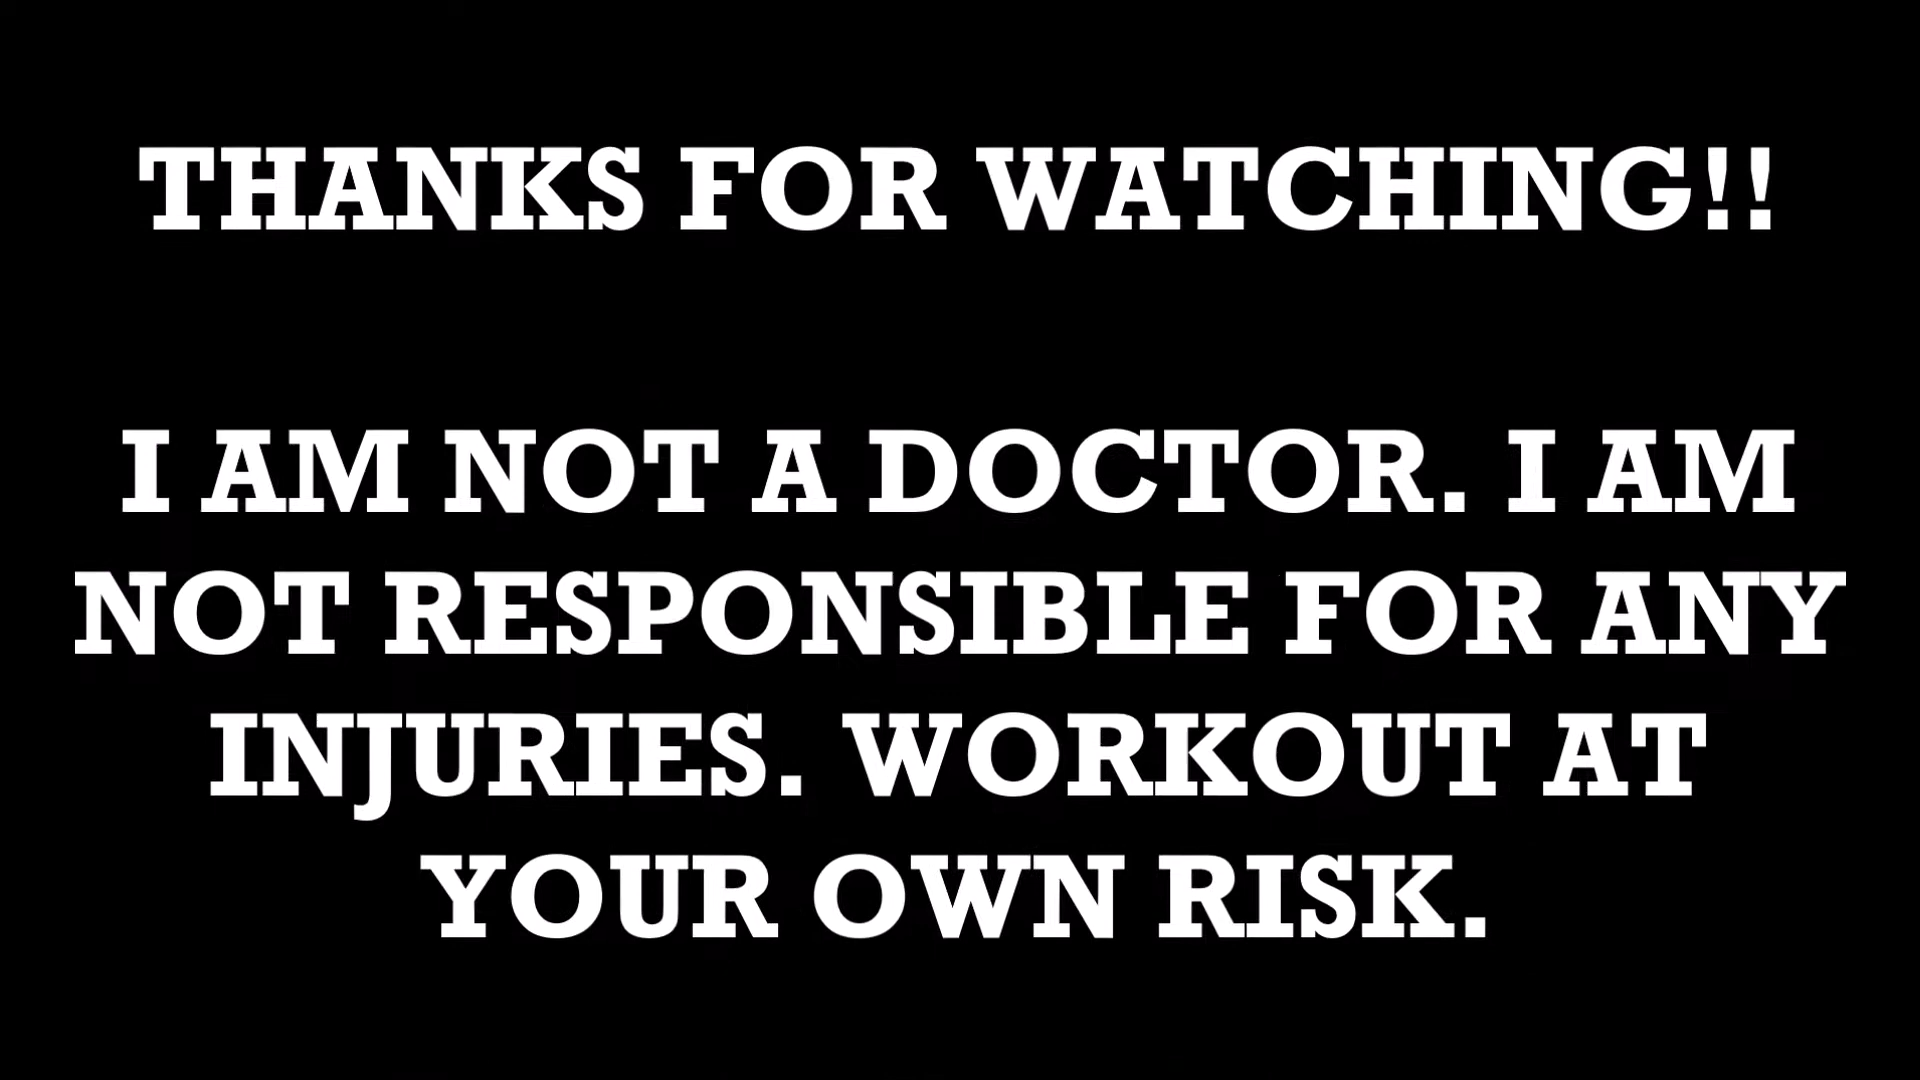 THANKS FOR WATCHING!!
I AM NOT A DOCTOR. I AM
NOT RESPONSIBLE FOR ANY
INJURIES. WORKOUT AT
YOUR OWN RISK.